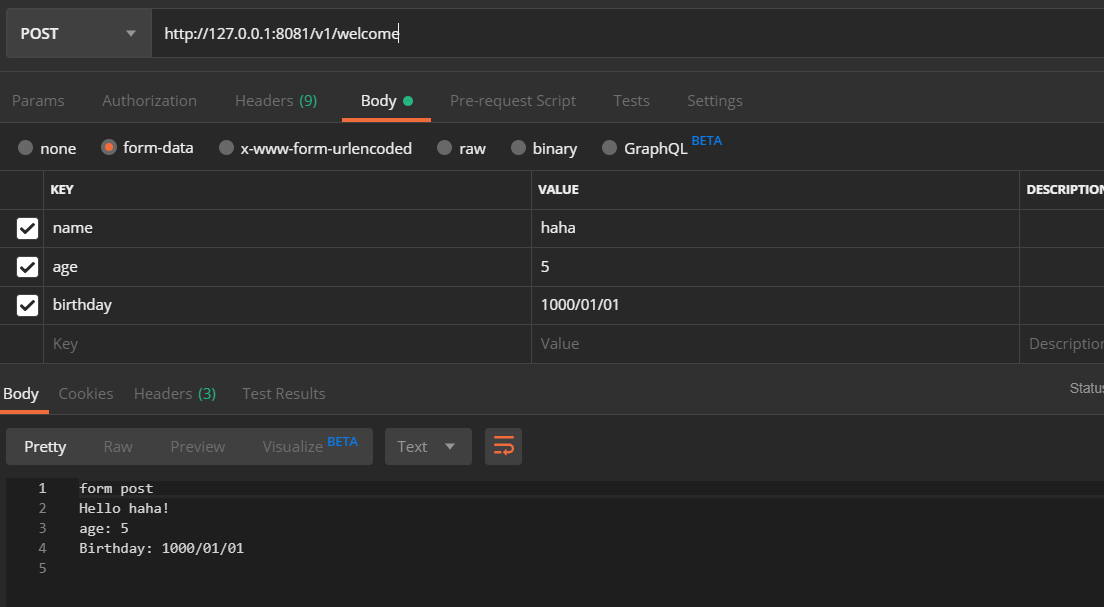 POST http://127.0.0.1:8081/v1/welcome
Params Authorization Headers (9) Body Pre-request Script Tests Settings
none form-data x-www-form-urlencoded raw binary GraphQL BETA
KEY VALUE DESCRIPTION
name haha
age 5
birthday 1000/01/01
Key Value Description
Body Cookies Headers (3) Test Results Status
Pretty Raw Preview Visualize BETA Text
1 form post
2 Hello haha!
3 age: 5
4 Birthday: 1000/01/01
5